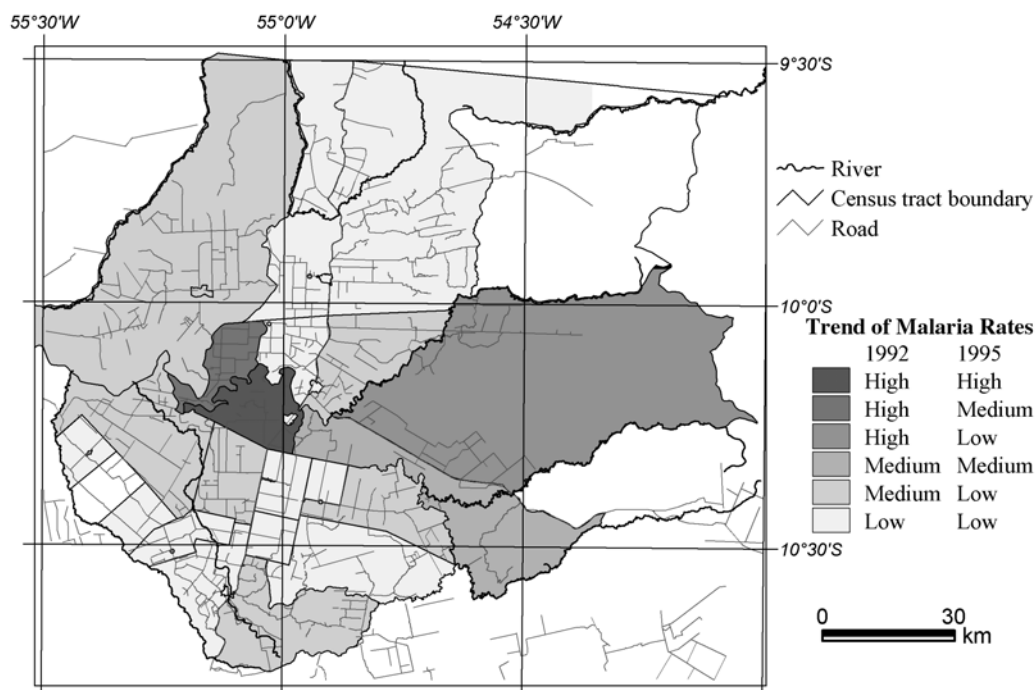 55°30'W 55°0'W 54°30'W
9°30'S
River
Census tract boundary
Road
10°0'S
Trend of Malaria Rates
1992 1995
High High
High Medium
High Low
Medium Medium
Medium Low
Low Low
10°30'S
0 30
km